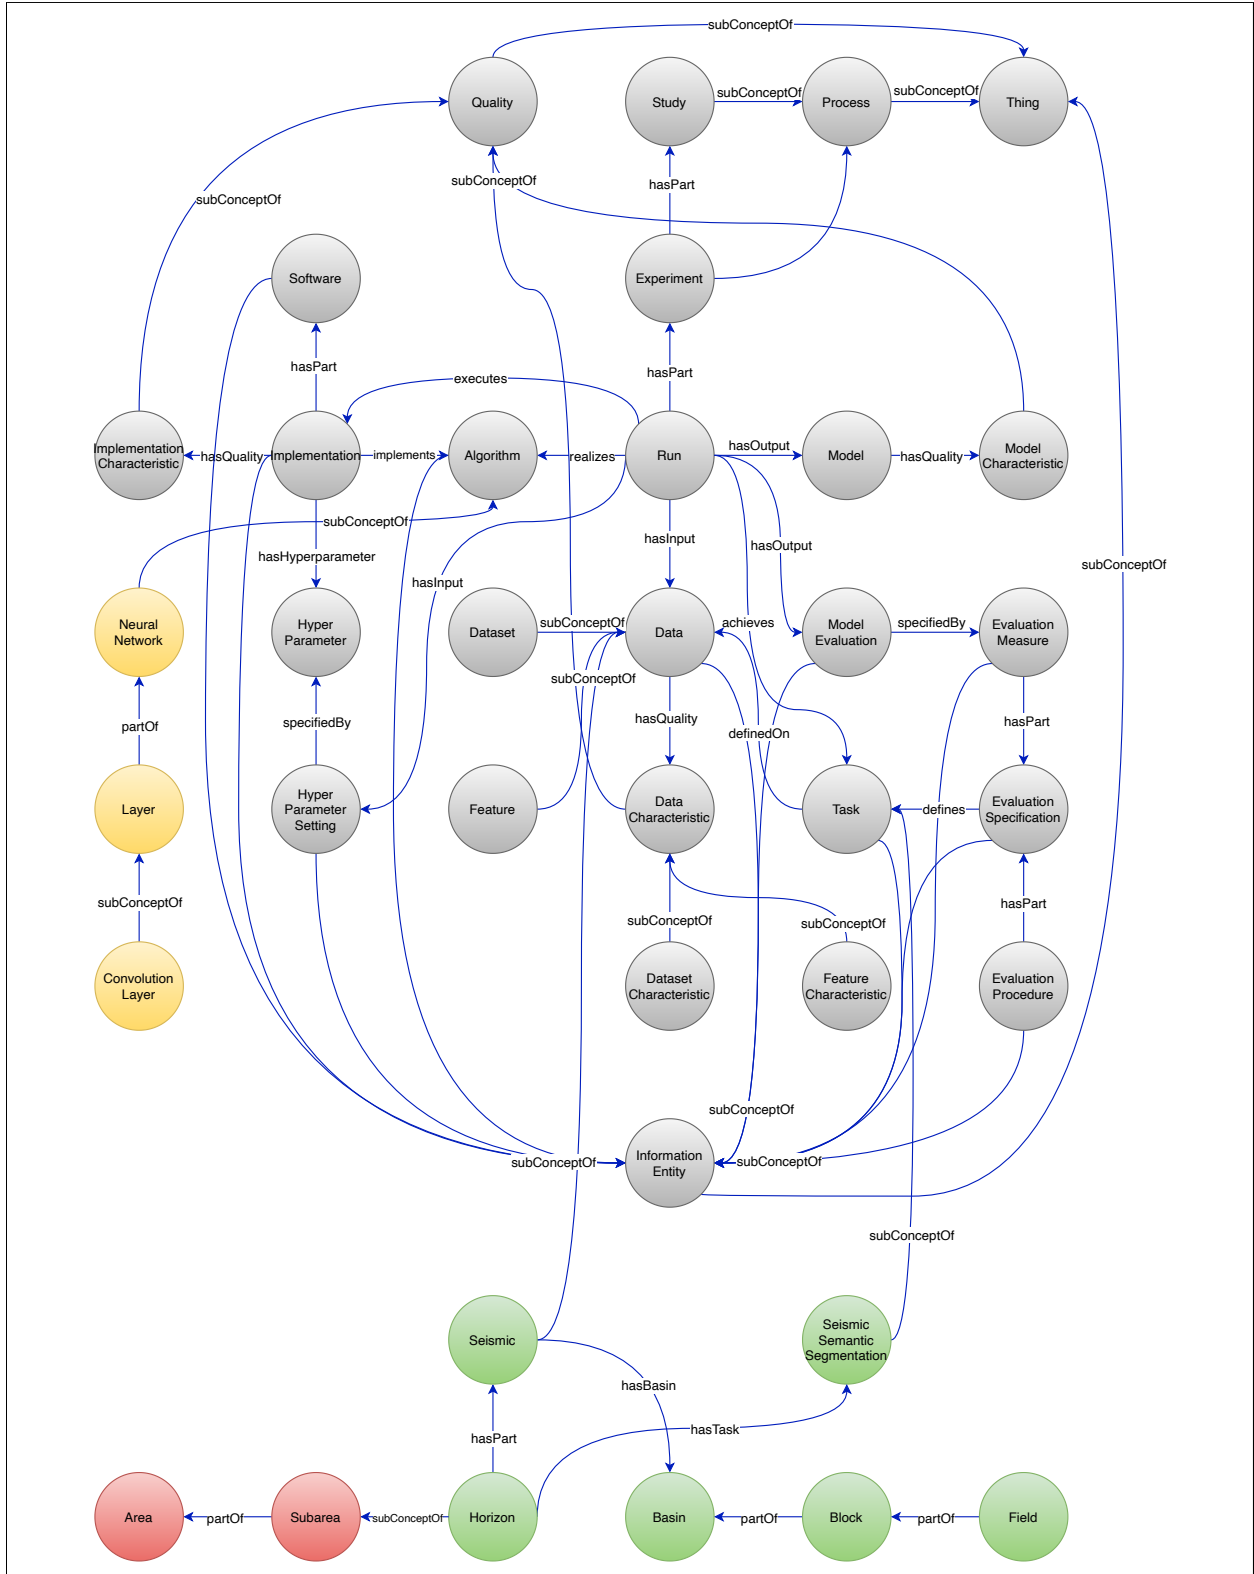 subConceptOf
Quality
Study
subConceptOf
Process
subConceptOf
Thing
subConceptOf
hasPart
subConceptOf
Software
Experiment
hasPart
hasPart
executes
Implementation
Characteristic
hasQuality
Implementation
implements
Algorithm
realizes
Run
hasOutput
Model
hasQuality
Model
Characteristic
subConceptOf
hasInput
hasOutput
hasHyperparameter
subConceptOf
hasInput
Neural
Network
Hyper
Parameter
Dataset
subConceptOf
Data
achieves
Model
Evaluation
specifiedBy
Evaluation
Measure
subConceptOf
partOf
specifiedBy
hasQuality
definedOn
hasPart
Layer
Hyper
Parameter
Setting
Feature
Data
Characteristic
Task
defines
Evaluation
Specification
subConceptOf
subConceptOf
subConceptOf
hasPart
Convolution
Layer
Dataset
Characteristic
Feature
Characteristic
Evaluation
Procedure
subConceptOf
subConceptOf
Information
Entity
subConceptOf
subConceptOf
Seismic
Seismic
Semantic
Segmentation
hasBasin
hasPart
hasTask
Area
partOf
Subarea
subConceptOf
Horizon
Basin
partOf
Block
partOf
Field